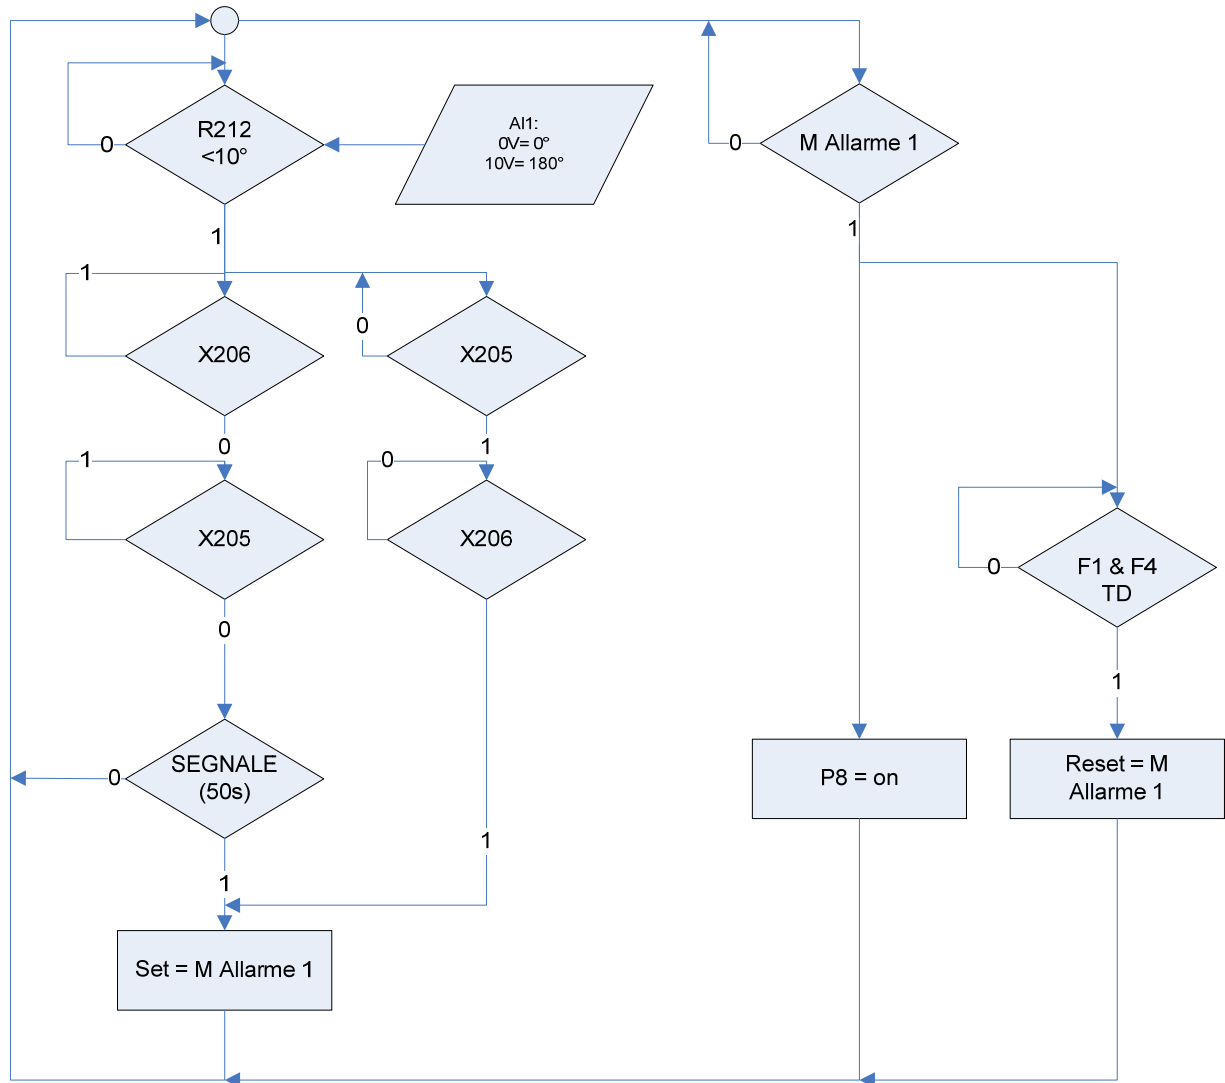 R212
<10°
0
AI1:
0V= 0°
10V= 180°
0
M Allarme 1
1
1
1
X206
0
X205
0
1
1
0
X205
X206
0
F1 & F4
TD
0
1
SEGNALE
(50s)
0
P8 = on
Reset = M
Allarme 1
1
1
Set = M Allarme 1